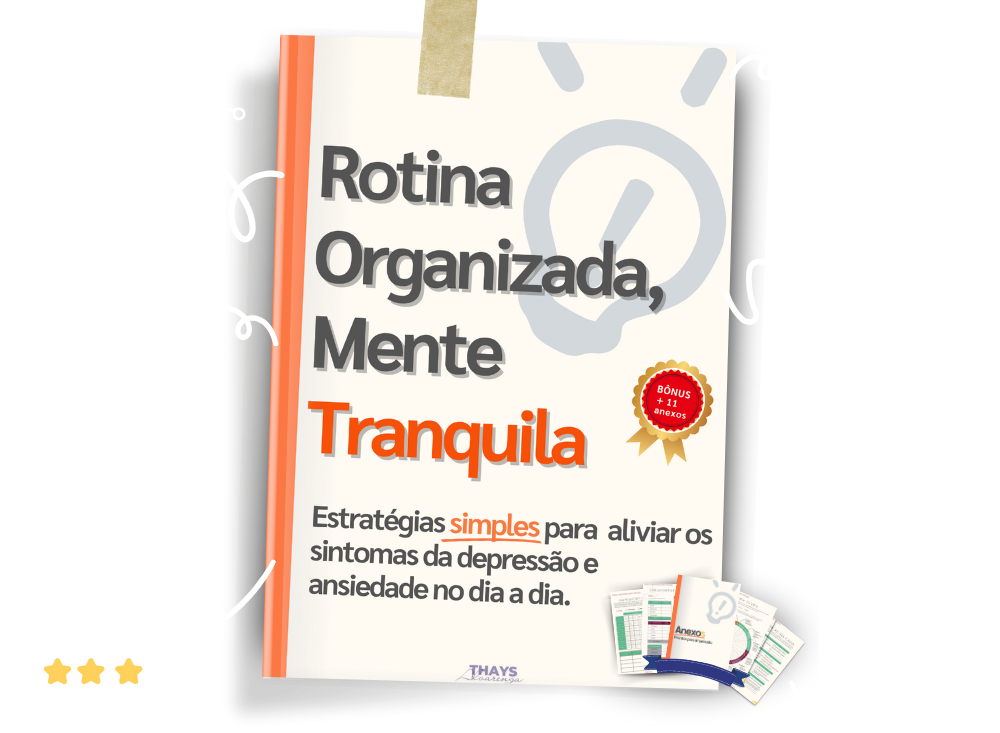 Rotina
Organizada,
Mente
Tranquila
BÔNUS
+ 11
anexos
Estratégias simples para aliviar os
sintomas da depressão e
ansiedade no dia a dia.
Anexos
THAYS
Alvarenga